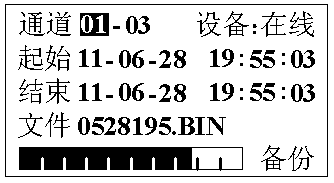 通道 01-03 设备:在线
起始 11-06-28 19:55:03
结束 11-06-28 19:55:03
文件 0528195.BIN
备份